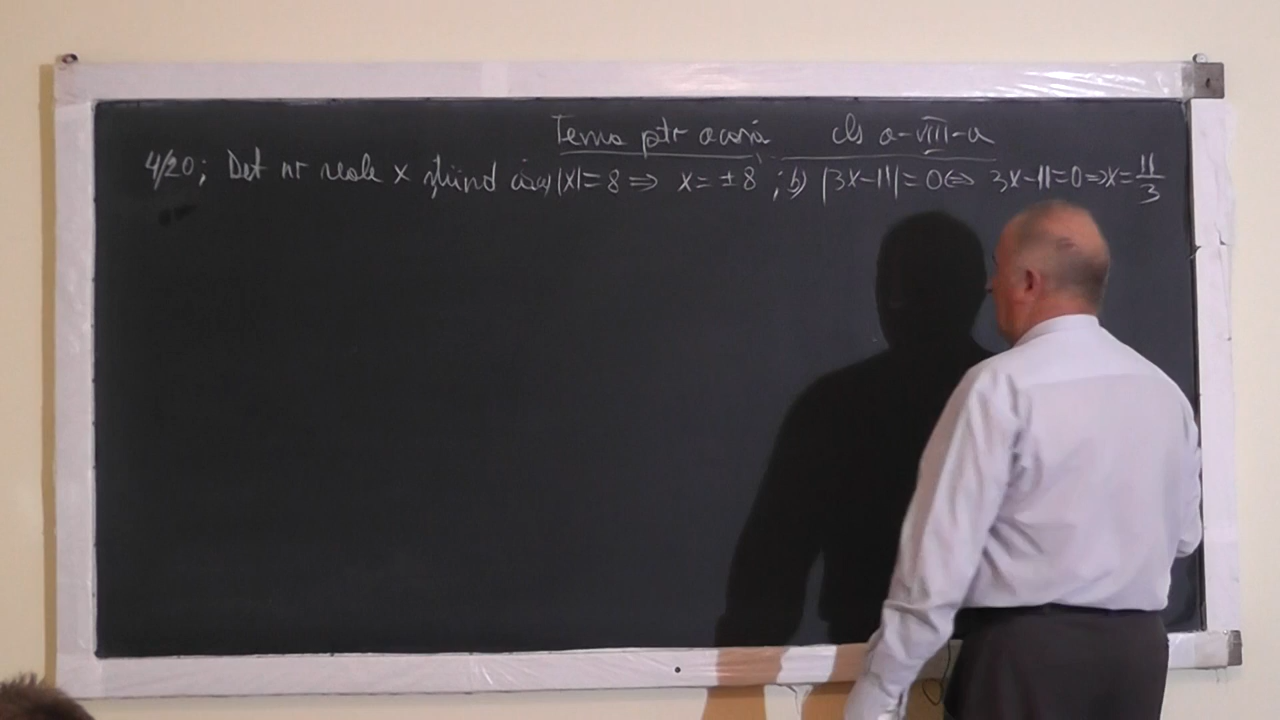 Tema ptr acasă cls a-VIII-a
4/20; Det nr reale x știind că a) |x|=8 ⇒ x=±8 ; b) |3x-11|=0 ⇔ 3x-11=0 ⇒ x=11/3